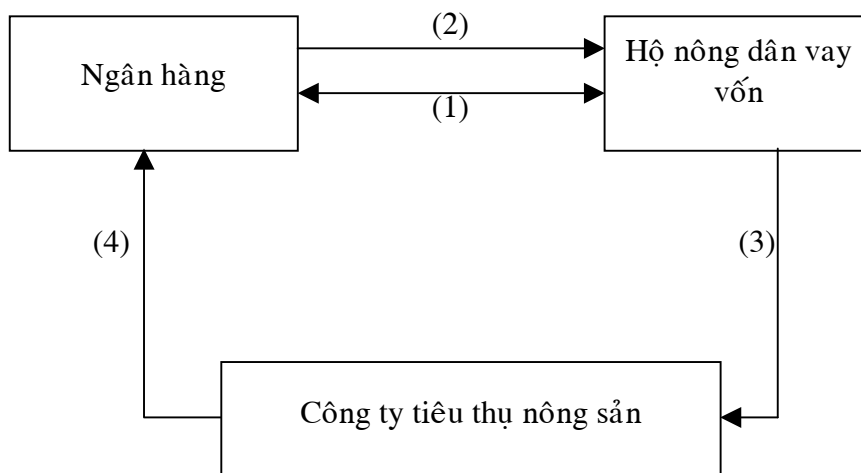 (2)
Ngân hàng
Hộ nông dân vay
vốn
(1)
(4)
(3)
Công ty tiêu thụ nông sản